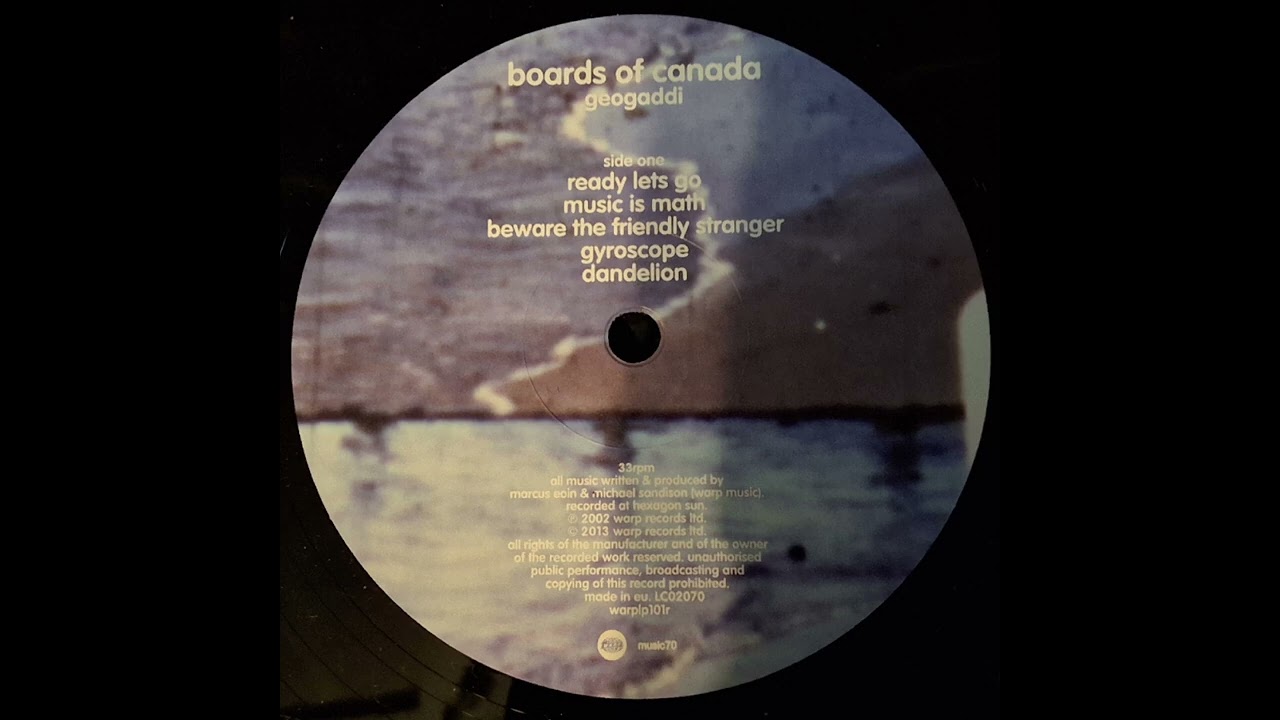 boards of canada
geogaddi
side one
ready lets go
music is math
beware the friendly stranger
gyroscope
dandelion
33rpm
all music written & produced by
marcus eoin & michael sandison (warp music).
recorded at hexagon sun.
℗ 2002 warp records ltd.
© 2013 warp records ltd.
all rights of the manufacturer and of the owner
of the recorded work reserved. unauthorised
public performance, broadcasting and
copying of this record prohibited.
made in eu. LC02070
warplp101r
music70